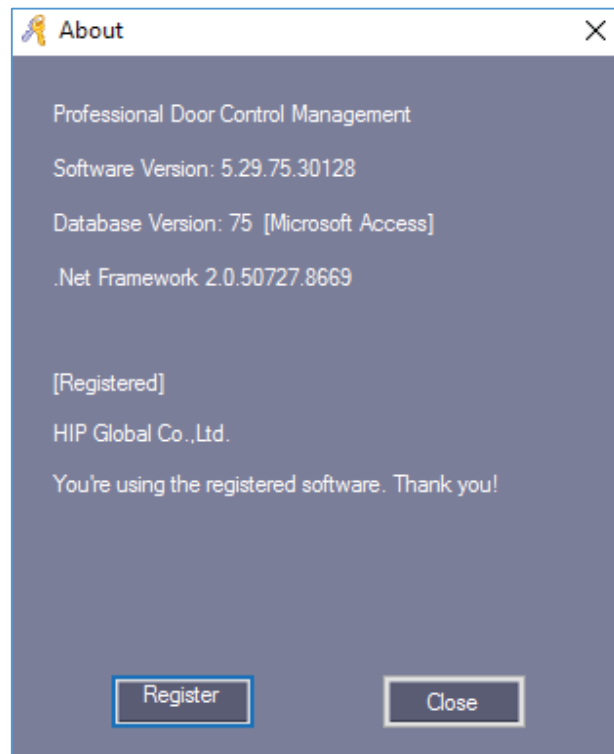 About
Professional Door Control Management
Software Version: 5.29.75.30128
Database Version: 75 [Microsoft Access]
.Net Framework 2.0.50727.8669
[Registered]
HIP Global Co.,Ltd.
You're using the registered software. Thank you!
Register
Close